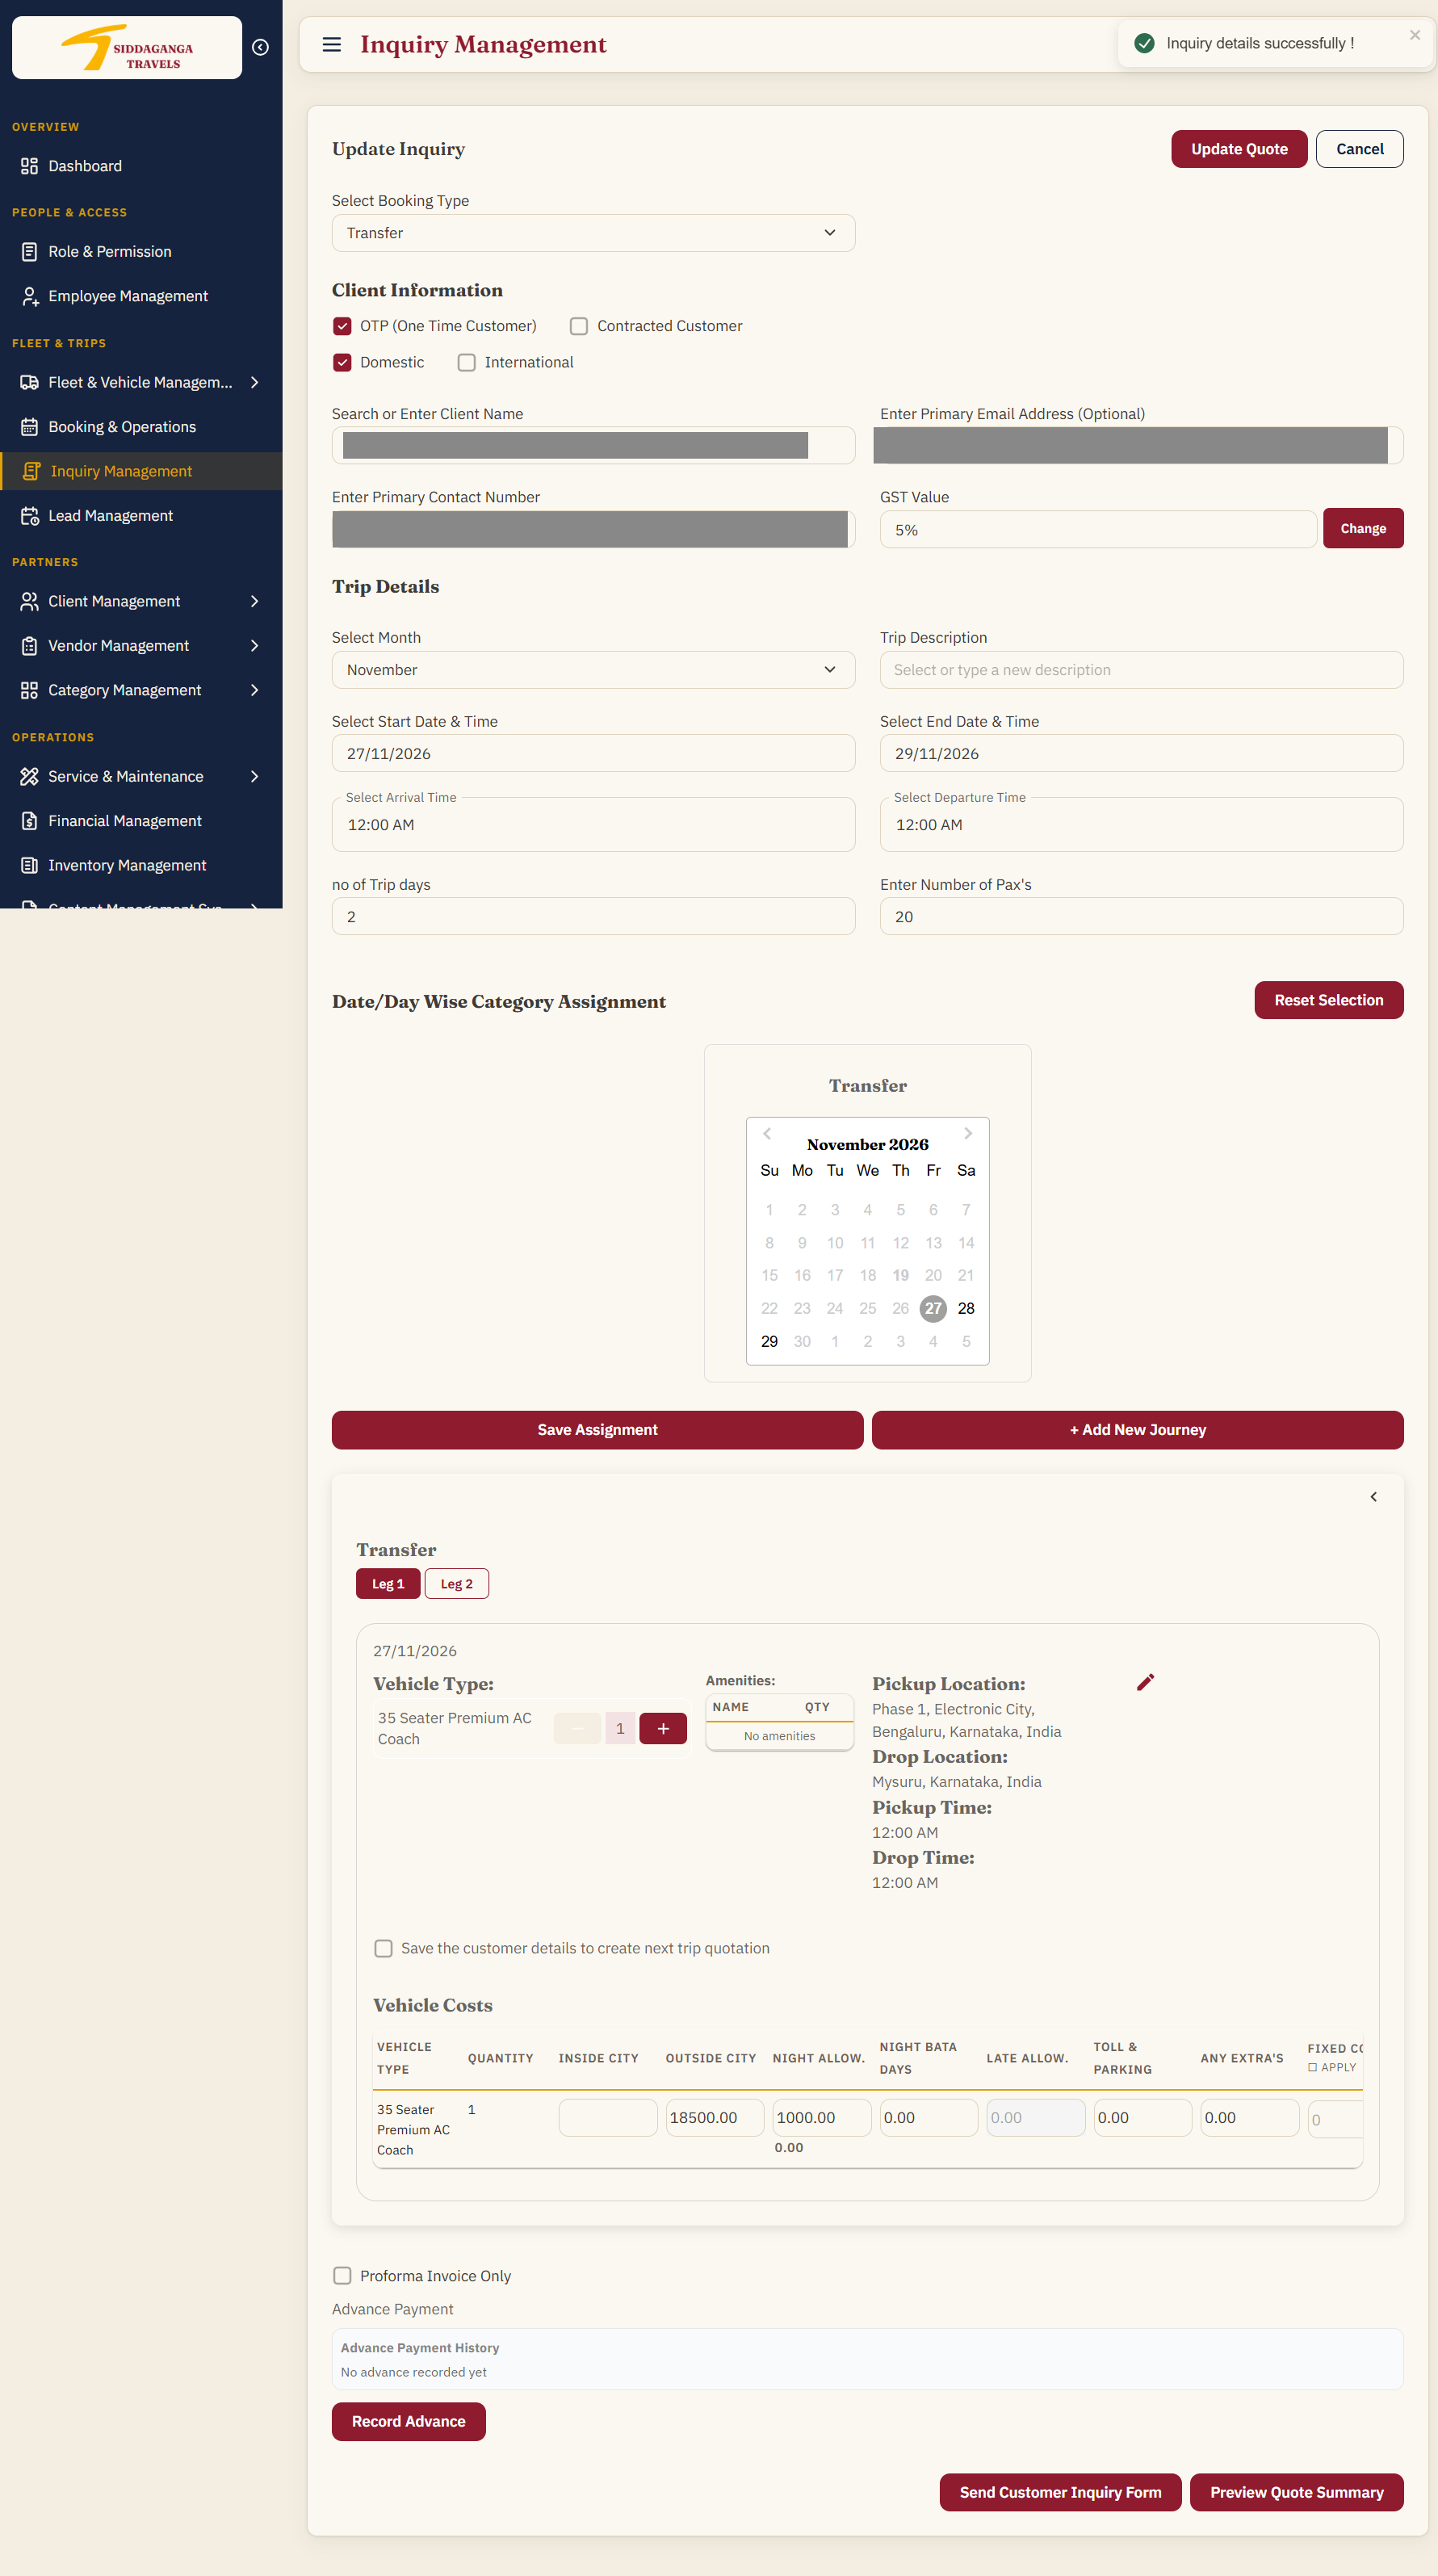 SIDDAGANGA
TRAVELS
OVERVIEW
Dashboard
PEOPLE & ACCESS
Role & Permission
Employee Management
FLEET & TRIPS
Fleet & Vehicle Managem...
Booking & Operations
Inquiry Management
Lead Management
PARTNERS
Client Management
Vendor Management
Category Management
OPERATIONS
Service & Maintenance
Financial Management
Inventory Management
Content Management Sys...
Inquiry Management
Inquiry details successfully !
Update Inquiry
Update Quote
Cancel
Select Booking Type
Transfer
Client Information
OTP (One Time Customer)
Contracted Customer
Domestic
International
Search or Enter Client Name
Enter Primary Email Address (Optional)
Enter Primary Contact Number
GST Value
5%
Change
Trip Details
Select Month
Trip Description
November
Select or type a new description
Select Start Date & Time
Select End Date & Time
27/11/2026
29/11/2026
Select Arrival Time
Select Departure Time
12:00 AM
12:00 AM
no of Trip days
Enter Number of Pax's
2
20
Date/Day Wise Category Assignment
Reset Selection
Transfer
November 2026
Su Mo Tu We Th Fr Sa
1 2 3 4 5 6 7
8 9 10 11 12 13 14
15 16 17 18 19 20 21
22 23 24 25 26 27 28
29 30 1 2 3 4 5
Save Assignment
+ Add New Journey
Transfer
Leg 1
Leg 2
27/11/2026
Vehicle Type:
35 Seater Premium AC
Coach
1
+
Amenities:
NAME QTY
No amenities
Pickup Location:
Phase 1, Electronic City,
Bengaluru, Karnataka, India
Drop Location:
Mysuru, Karnataka, India
Pickup Time:
12:00 AM
Drop Time:
12:00 AM
Save the customer details to create next trip quotation
Vehicle Costs
VEHICLE
TYPE
QUANTITY
INSIDE CITY
OUTSIDE CITY
NIGHT ALLOW.
NIGHT BATA
DAYS
LATE ALLOW.
TOLL &
PARKING
ANY EXTRA'S
FIXED CO
APPLY
35 Seater
Premium AC
Coach
1
18500.00
1000.00
0.00
0.00
0.00
0.00
0.00
0
Proforma Invoice Only
Advance Payment
Advance Payment History
No advance recorded yet
Record Advance
Send Customer Inquiry Form
Preview Quote Summary